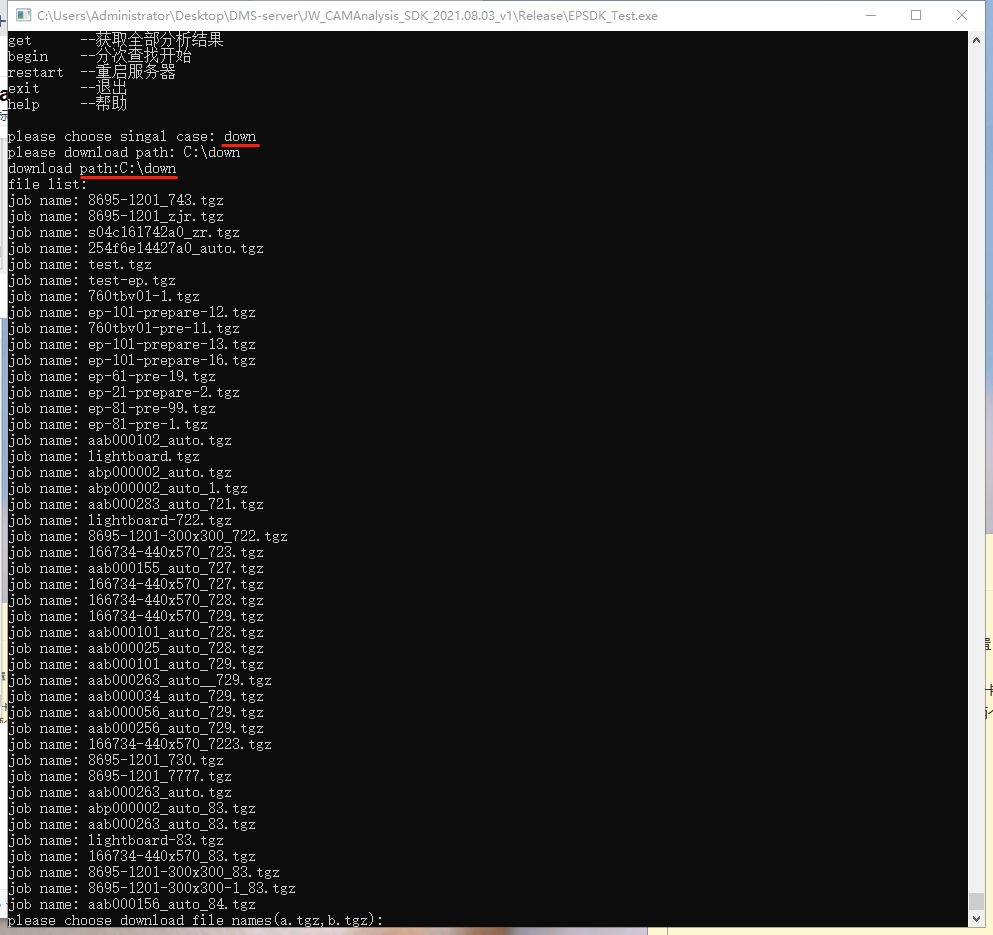 C:\Users\Administrator\Desktop\DMS-server\JW_CAMAnalysis_SDK_2021.08.03_v1\Release\EPSDK_Test.exe
get --获取全部分析结果
begin --分次查找开始
restart --重启服务器
exit --退出
help --帮助
please choose singal case: down
please download path: C:\down
download path:C:\down
file list:
job name: 8695-1201_743.tgz
job name: 8695-1201_zjr.tgz
job name: s04c161742a0_zr.tgz
job name: 254f6e14427a0_auto.tgz
job name: test.tgz
job name: test-ep.tgz
job name: 760tbv01-1.tgz
job name: ep-101-prepare-12.tgz
job name: 760tbv01-pre-11.tgz
job name: ep-101-prepare-13.tgz
job name: ep-101-prepare-16.tgz
job name: ep-61-pre-19.tgz
job name: ep-21-prepare-2.tgz
job name: ep-81-pre-99.tgz
job name: ep-81-pre-1.tgz
job name: aab000102_auto.tgz
job name: lightboard.tgz
job name: abp000002_auto.tgz
job name: abp000002_auto_1.tgz
job name: aab000283_auto_721.tgz
job name: lightboard-722.tgz
job name: 8695-1201-300x300_722.tgz
job name: 166734-440x570_723.tgz
job name: aab000155_auto_727.tgz
job name: 166734-440x570_727.tgz
job name: 166734-440x570_728.tgz
job name: 166734-440x570_729.tgz
job name: aab000101_auto_728.tgz
job name: aab000025_auto_728.tgz
job name: aab000101_auto_729.tgz
job name: aab000263_auto__729.tgz
job name: aab000034_auto_729.tgz
job name: aab000056_auto_729.tgz
job name: aab000256_auto_729.tgz
job name: 166734-440x570_7223.tgz
job name: 8695-1201_730.tgz
job name: 8695-1201_7777.tgz
job name: aab000263_auto.tgz
job name: abp000002_auto_83.tgz
job name: aab000263_auto_83.tgz
job name: lightboard-83.tgz
job name: 166734-440x570_83.tgz
job name: 8695-1201-300x300_83.tgz
job name: 8695-1201-300x300-1_83.tgz
job name: aab000156_auto_84.tgz
please choose download file names(a.tgz,b.tgz):